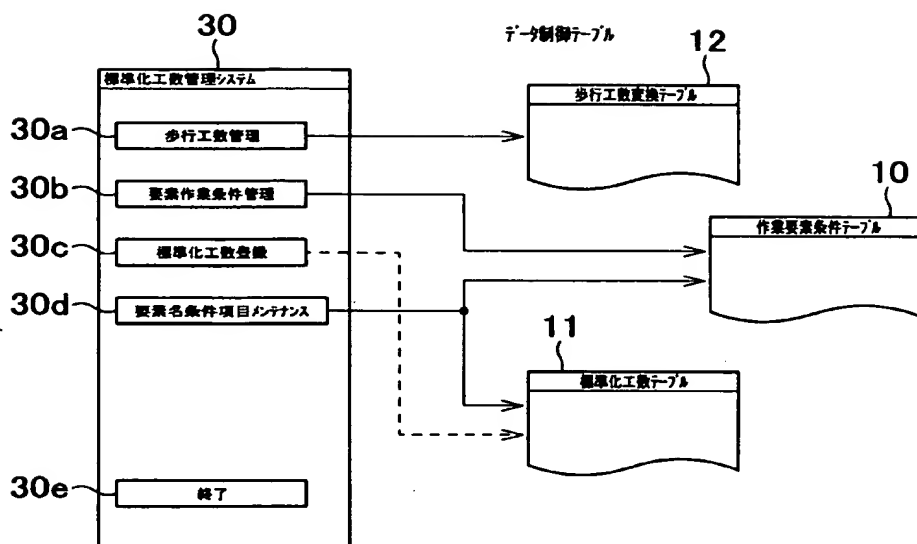 30
データ制御テーブル
12
標準化工数管理システム
歩行工数変換テーブル
30a
歩行工数管理
30b
要素作業条件管理
10
作業要素条件テーブル
30c
標準化工数登録
30d
要素名条件項目メンテナンス
11
標準化工数テーブル
30e
終了